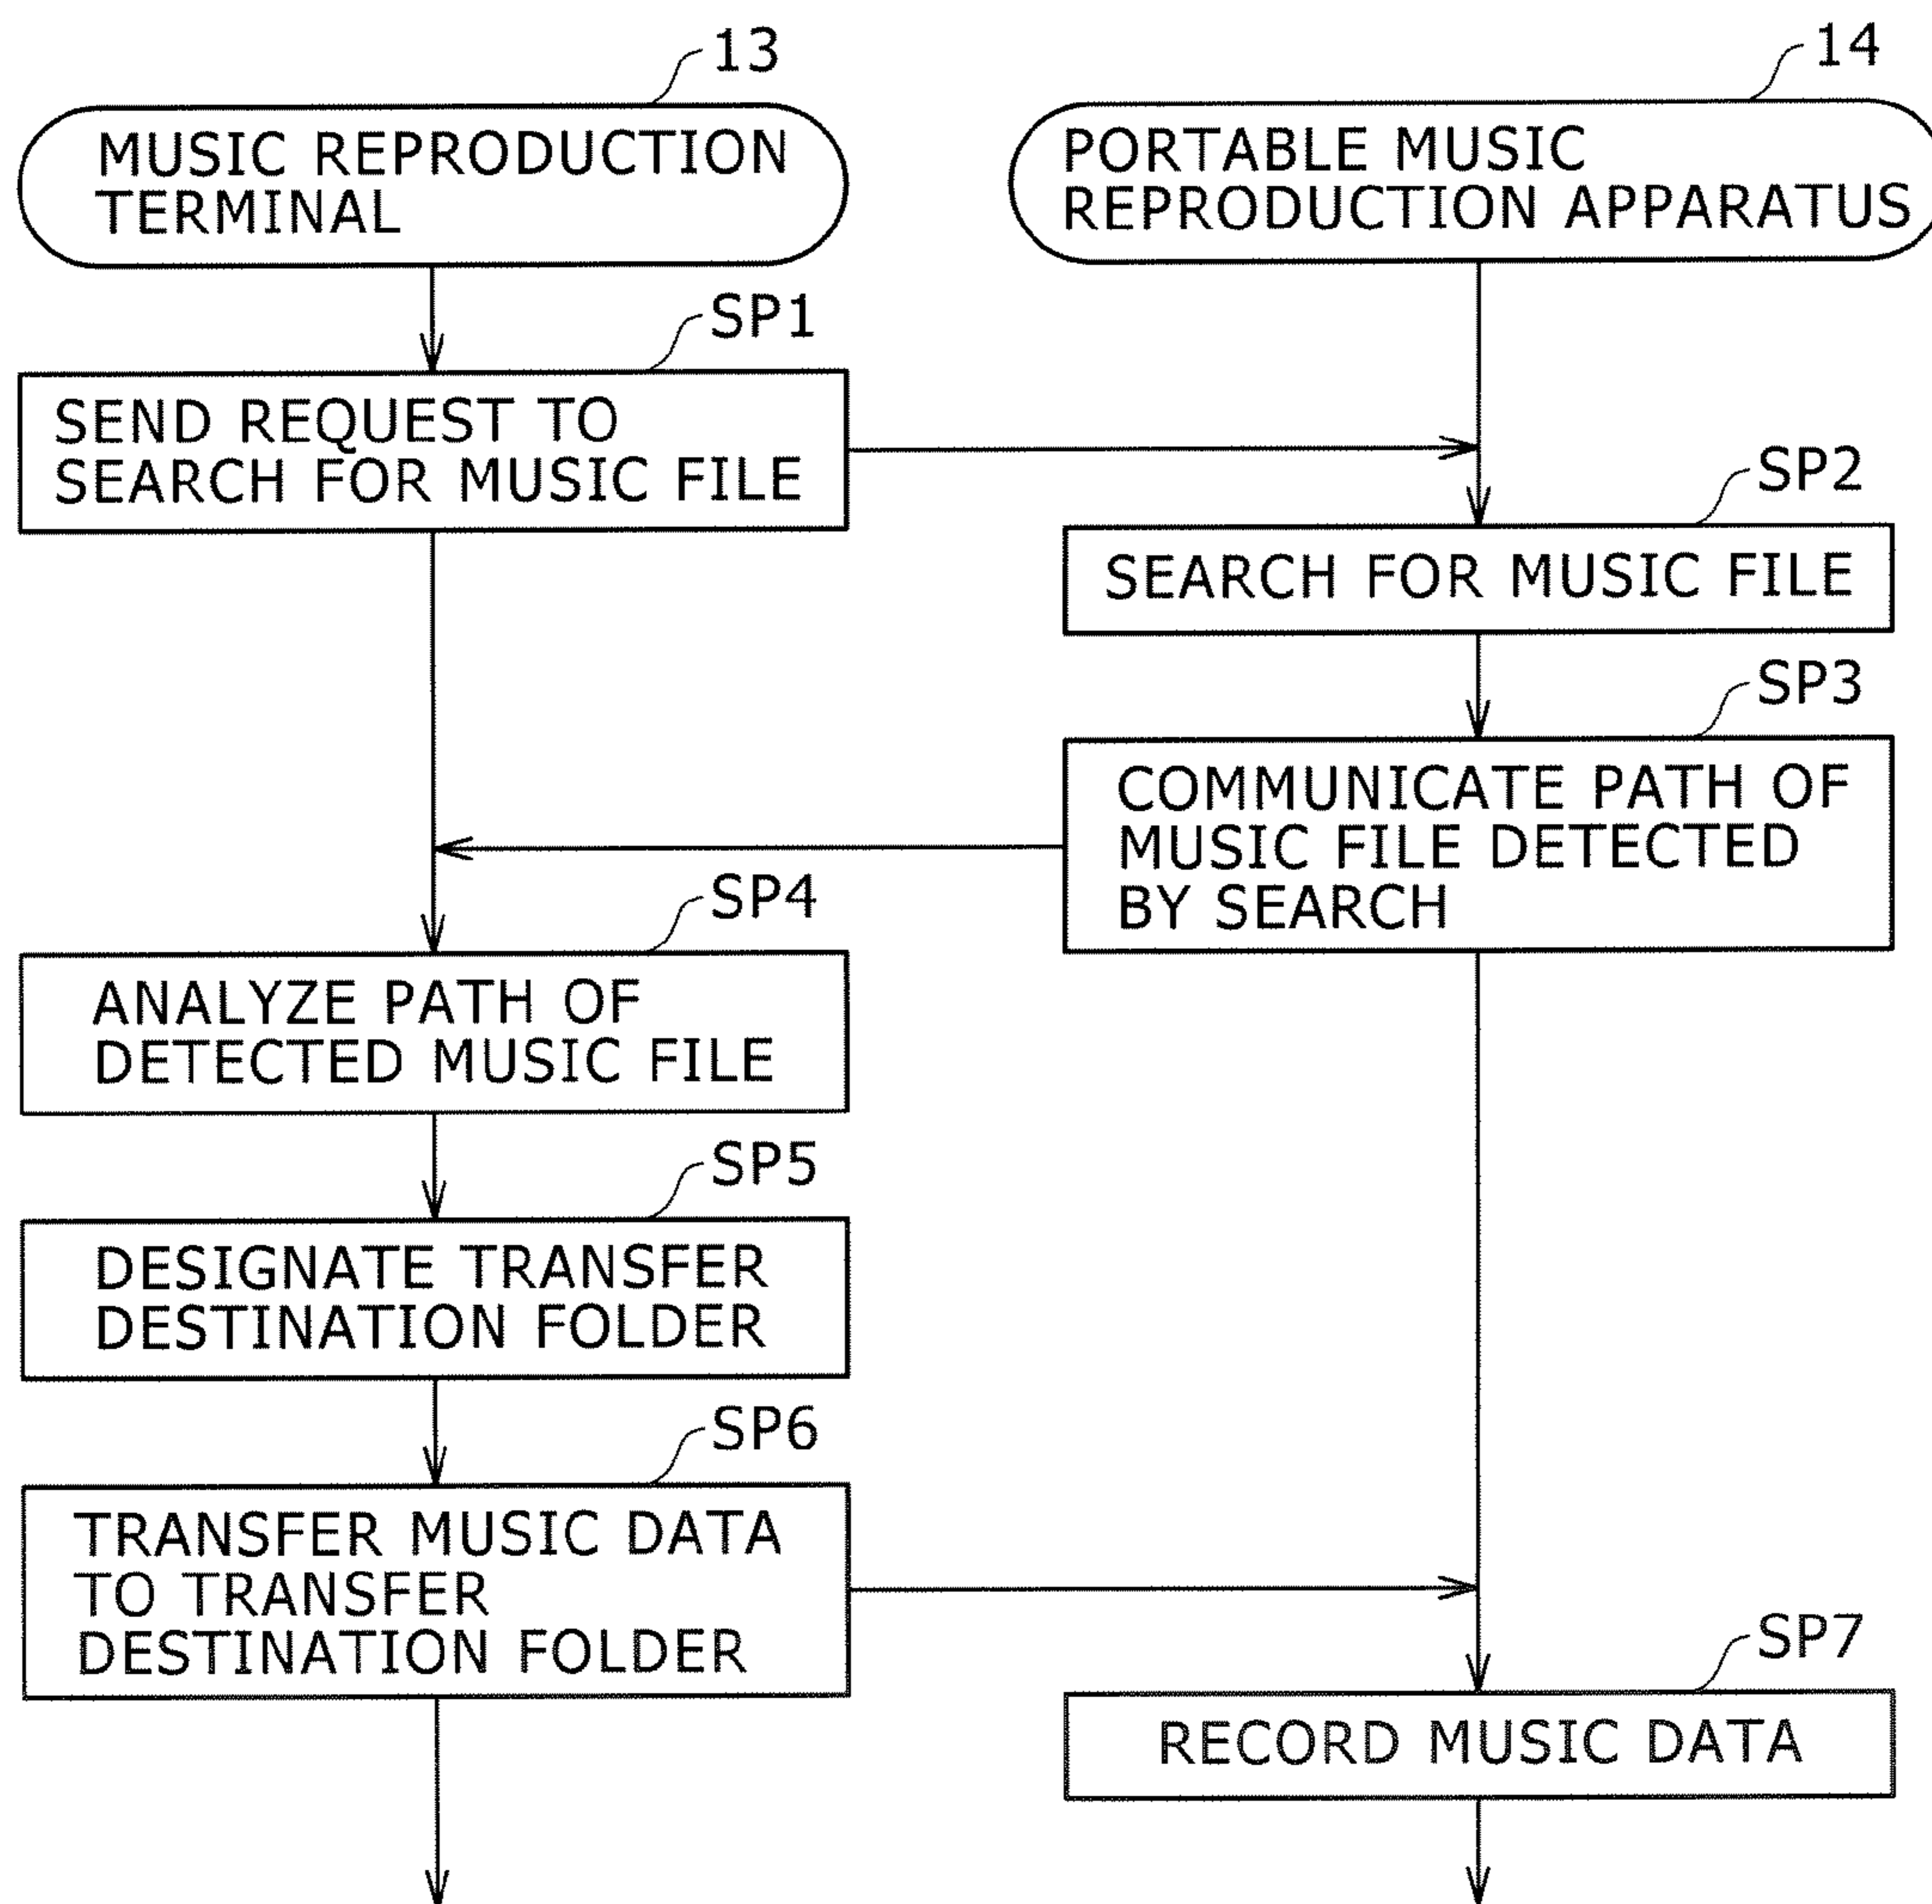 13
MUSIC REPRODUCTION
TERMINAL
14
PORTABLE MUSIC
REPRODUCTION APPARATUS
SP1
SEND REQUEST TO
SEARCH FOR MUSIC FILE
SP2
SEARCH FOR MUSIC FILE
SP3
COMMUNICATE PATH OF
MUSIC FILE DETECTED
BY SEARCH
SP4
ANALYZE PATH OF
DETECTED MUSIC FILE
SP5
DESIGNATE TRANSFER
DESTINATION FOLDER
SP6
TRANSFER MUSIC DATA
TO TRANSFER
DESTINATION FOLDER
SP7
RECORD MUSIC DATA